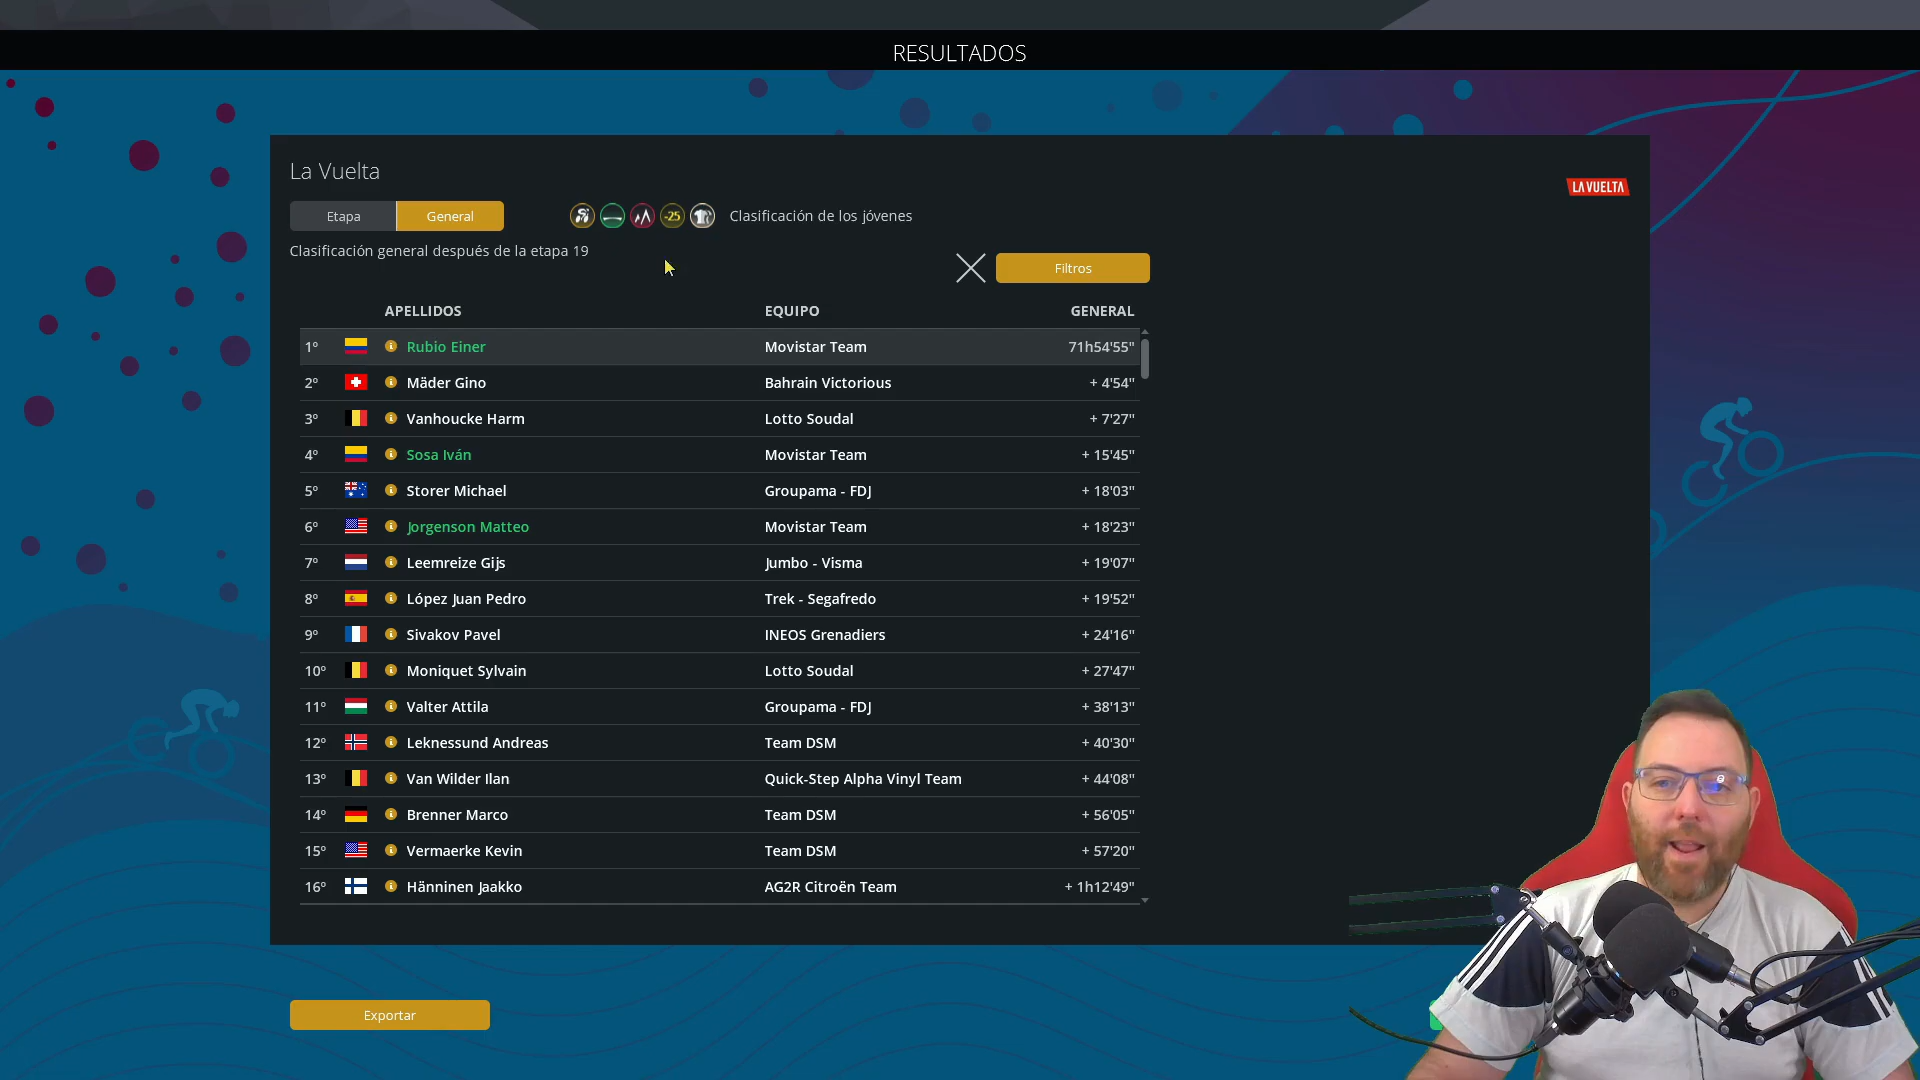 RESULTADOS
La Vuelta
LA VUELTA
Etapa General -25 Clasificación de los jóvenes
Clasificación general después de la etapa 19
Filtros
APELLIDOS EQUIPO GENERAL
1º Rubio Einer Movistar Team 71h54'55''
2º Mäder Gino Bahrain Victorious + 4'54''
3º Vanhoucke Harm Lotto Soudal + 7'27''
4º Sosa Iván Movistar Team + 15'45''
5º Storer Michael Groupama - FDJ + 18'03''
6º Jorgenson Matteo Movistar Team + 18'23''
7º Leemreize Gijs Jumbo - Visma + 19'07''
8º López Juan Pedro Trek - Segafredo + 19'52''
9º Sivakov Pavel INEOS Grenadiers + 24'16''
10º Moniquet Sylvain Lotto Soudal + 27'47''
11º Valter Attila Groupama - FDJ + 38'13''
12º Leknessund Andreas Team DSM + 40'30''
13º Van Wilder Ilan Quick-Step Alpha Vinyl Team + 44'08''
14º Brenner Marco Team DSM + 56'05''
15º Vermaerke Kevin Team DSM + 57'20''
16º Hänninen Jaakko AG2R Citroën Team + 1h12'49''
Exportar